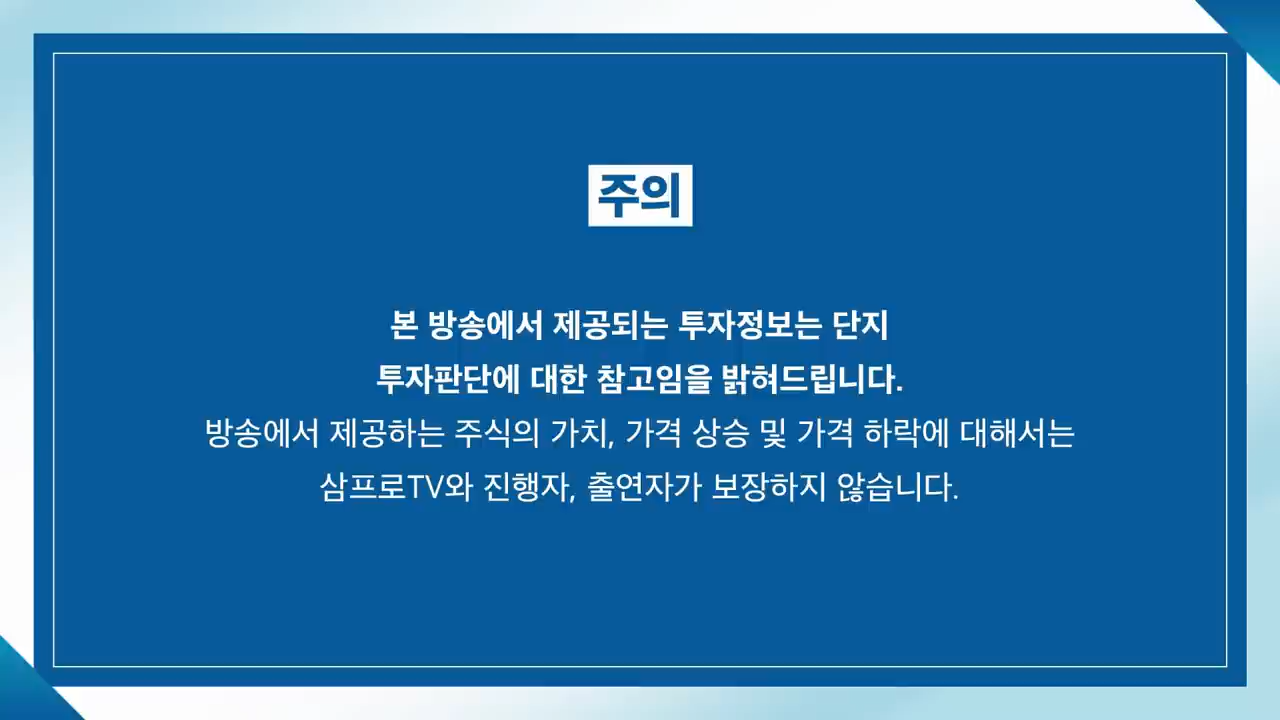 주의
본 방송에서 제공되는 투자정보는 단지
투자판단에 대한 참고임을 밝혀드립니다.
방송에서 제공하는 주식의 가치, 가격 상승 및 가격 하락에 대해서는
삼프로TV와 진행자, 출연자가 보장하지 않습니다.